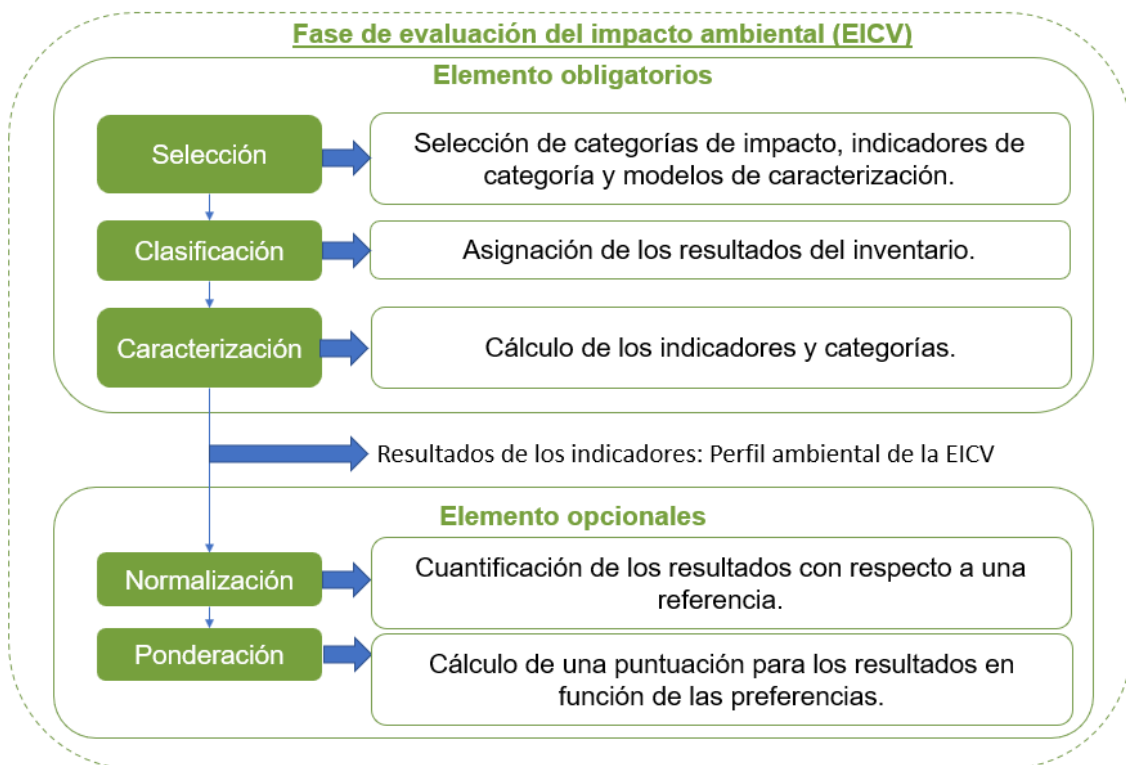 Fase de evaluación del impacto ambiental (EICV)
Elemento obligatorios
Selección
Selección de categorías de impacto, indicadores de
categoría y modelos de caracterización.
Clasificación
Asignación de los resultados del inventario.
Caracterización
Cálculo de los indicadores y categorías.
Resultados de los indicadores: Perfil ambiental de la EICV
Elemento opcionales
Normalización
Cuantificación de los resultados con respecto a una
referencia.
Ponderación
Cálculo de una puntuación para los resultados en
función de las preferencias.